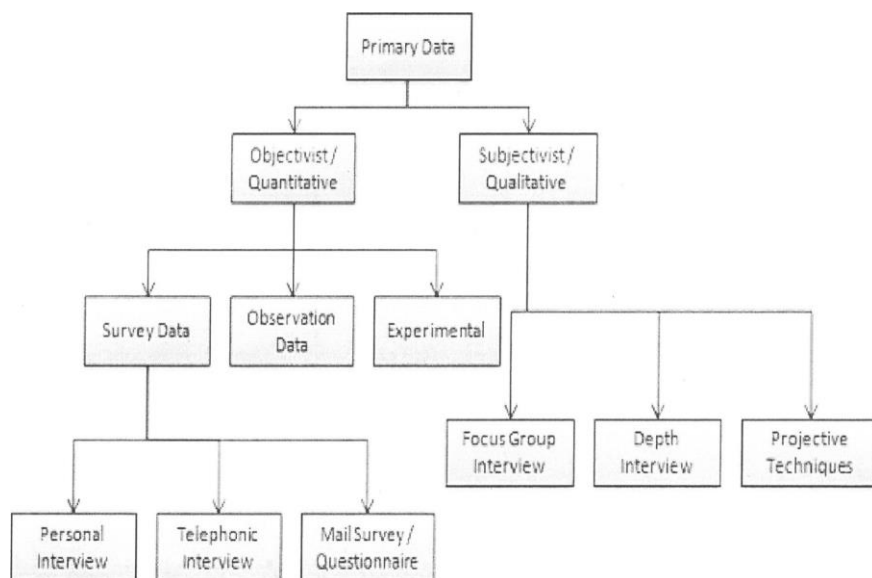 Primary Data
Objectivist /
Quantitative
Subjectivist /
Qualitative
Survey Data
Observation
Data
Experimental
Focus Group
Interview
Depth
Interview
Projective
Techniques
Personal
Interview
Telephonic
Interview
Mail Survey /
Questionnaire